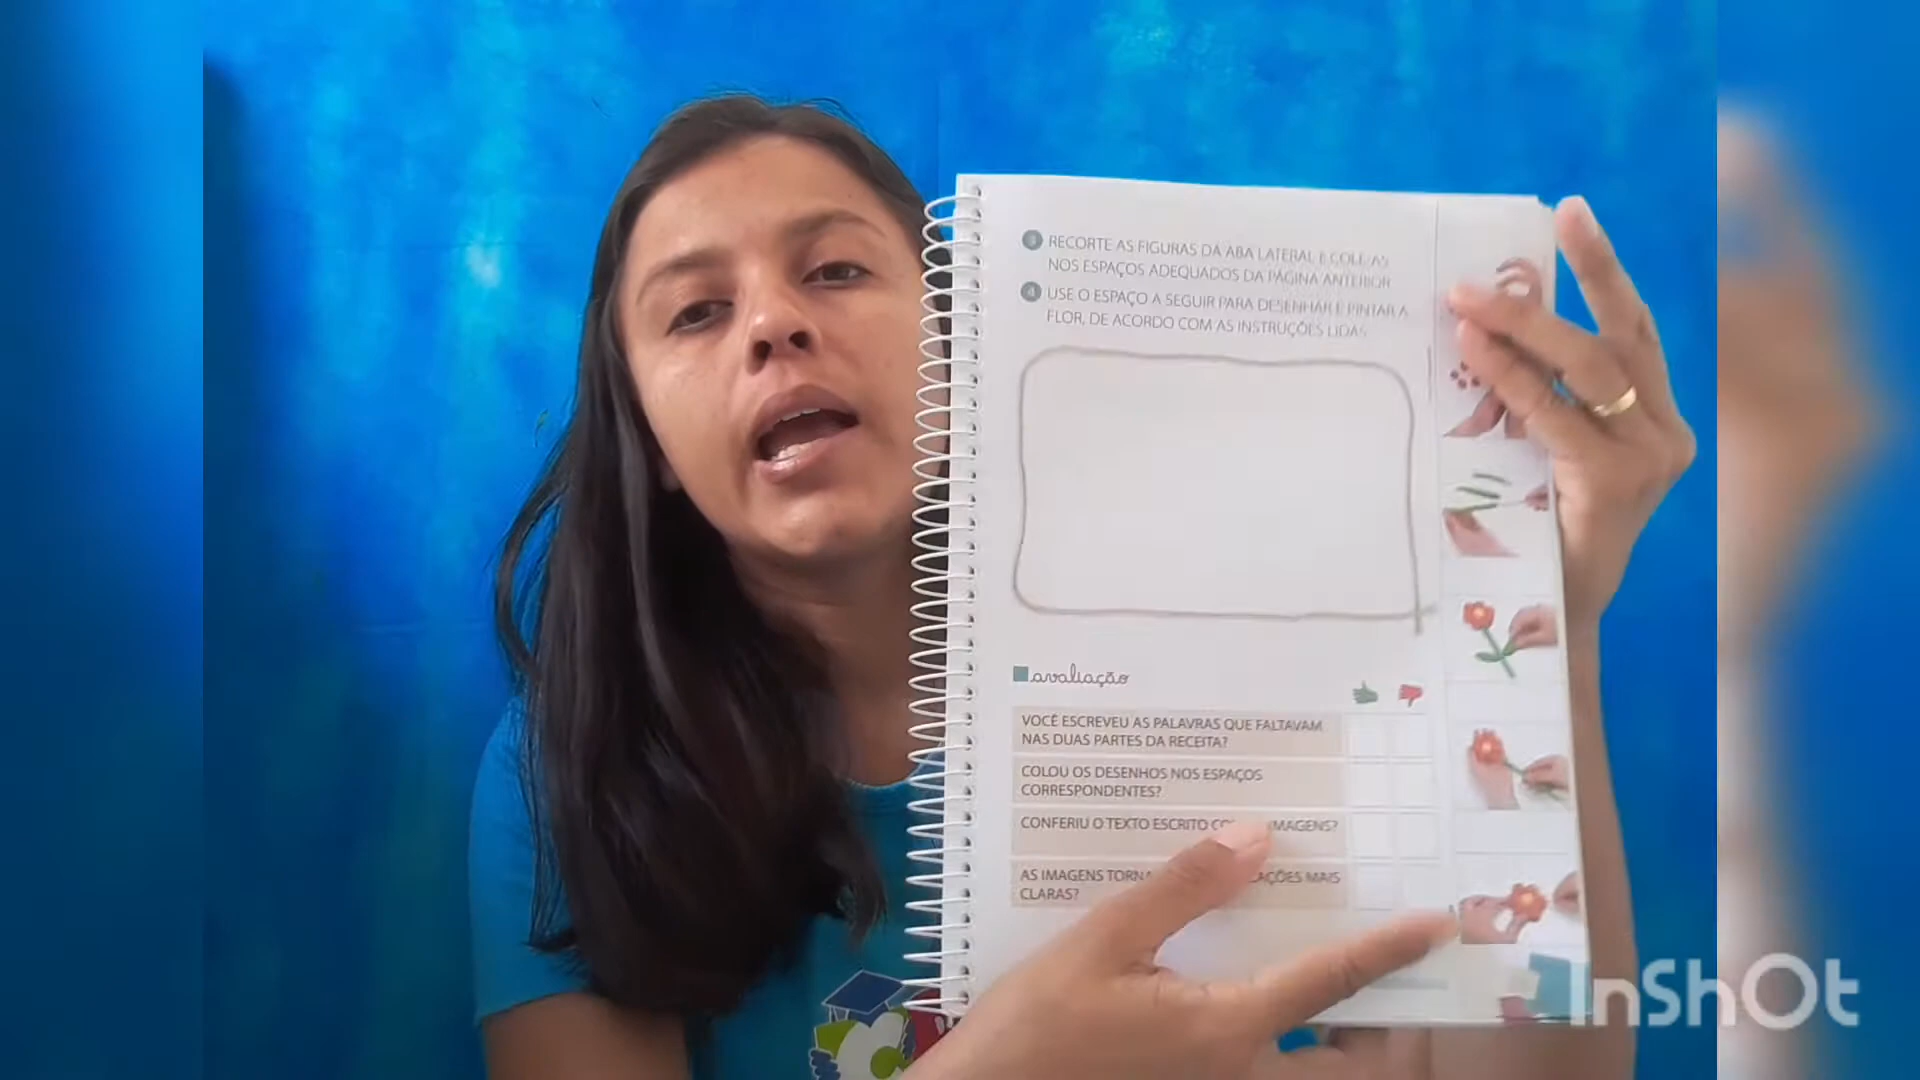 3 RECORTE AS FIGURAS DA ABA LATERAL E COLE-AS
NOS ESPAÇOS ADEQUADOS DA PÁGINA ANTERIOR
4 USE O ESPAÇO A SEGUIR PARA DESENHAR E PINTAR A
FLOR, DE ACORDO COM AS INSTRUÇÕES LIDAS
avaliação
VOCÊ ESCREVEU AS PALAVRAS QUE FALTAVAM
NAS DUAS PARTES DA RECEITA?
COLOU OS DESENHOS NOS ESPAÇOS
CORRESPONDENTES?
CONFERIU O TEXTO ESCRITO IMAGENS?
AS IMAGENS MAIS
CLARAS?
InShOt